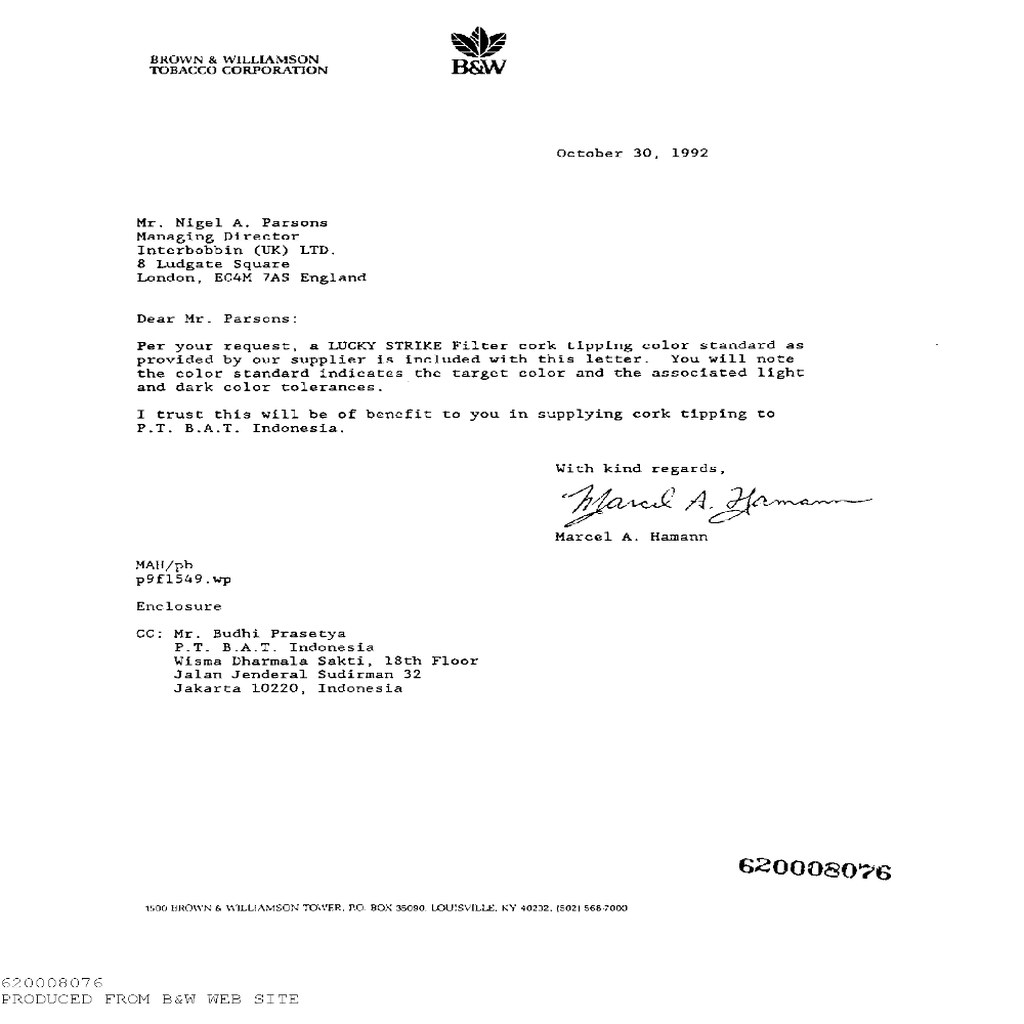 BROWN & WILLIAMSON
TOBACCO CORPORATION
B&W
October 30, 1992
Mr. Nigel A. Parsons
Managing Director
Interbobbin (UK) LTD.
8 Ludgate Square
London, EC4M 7AS England
Dear Mr. Parsons:
Per your request, a LUCKY STRIKE Filter cork tipping color standard as
provided by our supplier is included with this letter. You will note
the color standard indicates the target color and the associated light
and dark color tolerances.
I trust this will be of benefit to you in supplying cork tipping to
P.T. B.A.T. Indonesia.
With kind regards,
Marcel A. Hamann
Marcel A. Hamann
MAH/pb
p9f1549.wp
Enclosure
CC: Mr. Budhi Prasetya
P.T. B.A.T. Indonesia
Wisma Dharmala Sakti, 18th Floor
Jalan Jenderal Sudirman 32
Jakarta 10220, Indonesia
620008076
1500 BROWN & WILLIAMSON TOWER, P.O. BOX 35090, LOUISVILLE, KY 40232, (502) 568-7000
620008076
PRODUCED FROM B&W WEB SITE